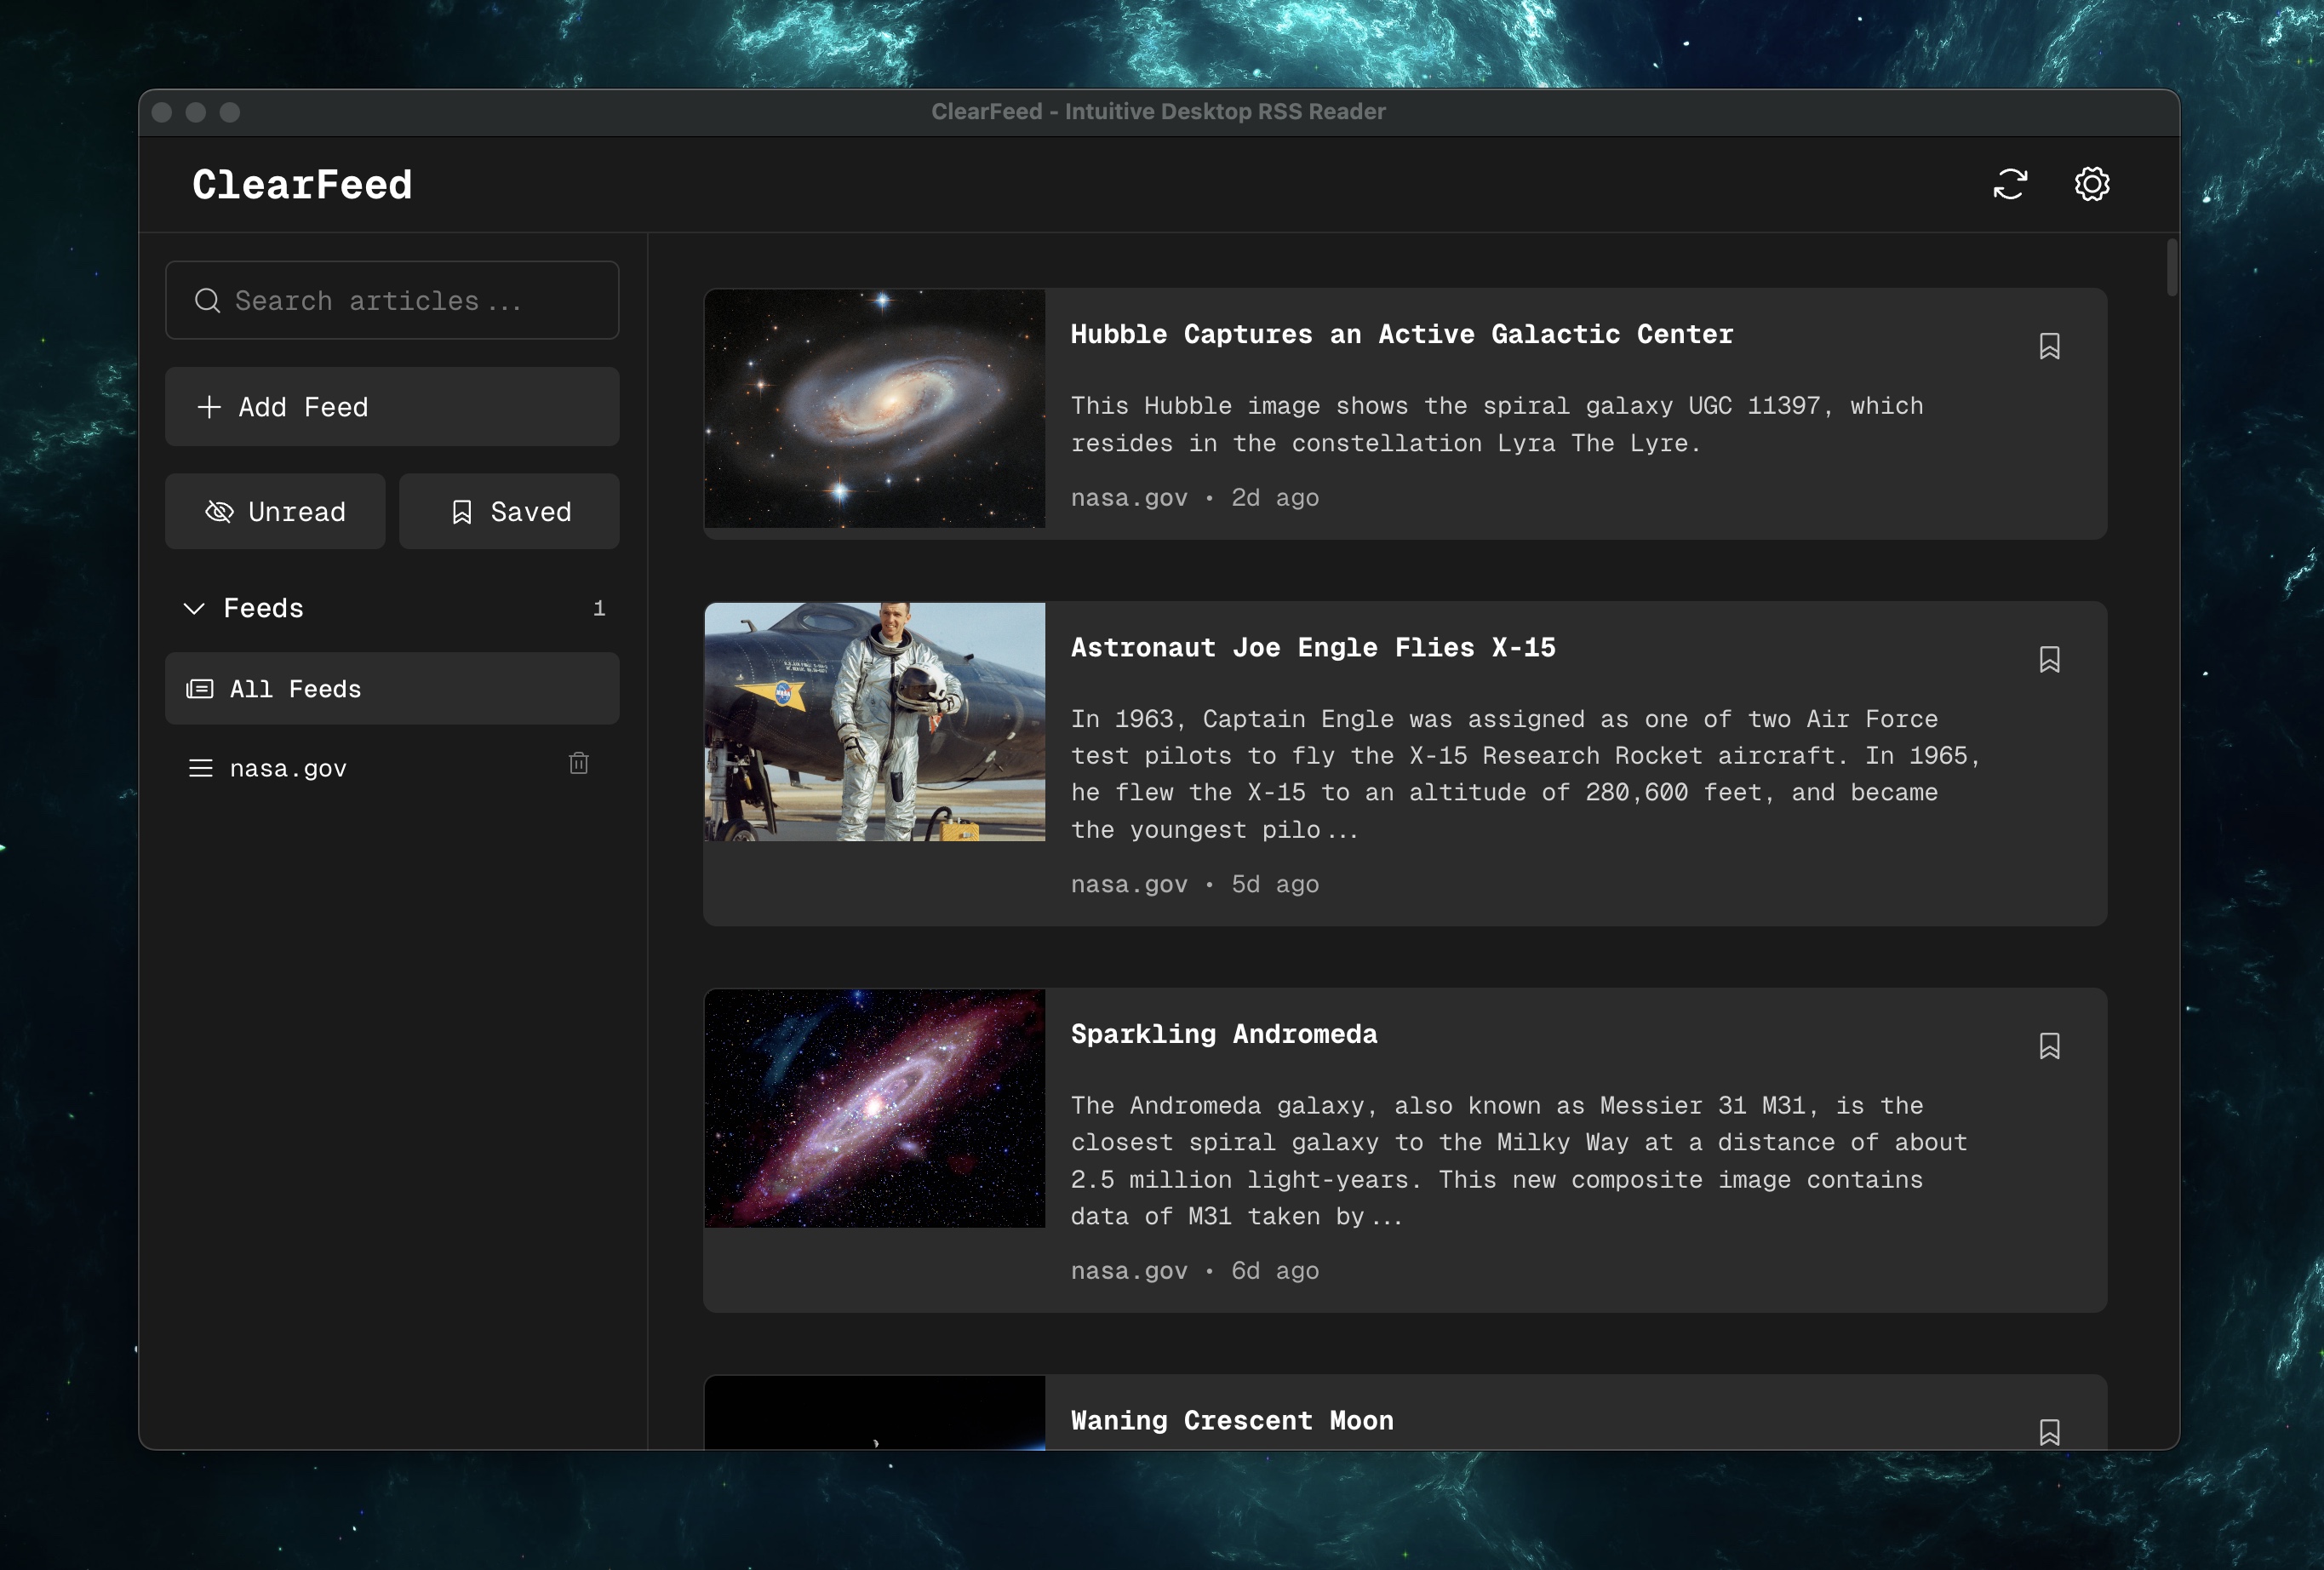 ClearFeed - Intuitive Desktop RSS Reader
ClearFeed
Search articles...
Add Feed
Unread
Saved
Feeds
1
All Feeds
nasa.gov
Hubble Captures an Active Galactic Center
This Hubble image shows the spiral galaxy UGC 11397, which
resides in the constellation Lyra The Lyre.
nasa.gov • 2d ago
Astronaut Joe Engle Flies X-15
In 1963, Captain Engle was assigned as one of two Air Force
test pilots to fly the X-15 Research Rocket aircraft. In 1965,
he flew the X-15 to an altitude of 280,600 feet, and became
the youngest pilo...
nasa.gov • 5d ago
NASA
Sparkling Andromeda
The Andromeda galaxy, also known as Messier 31 M31, is the
closest spiral galaxy to the Milky Way at a distance of about
2.5 million light-years. This new composite image contains
data of M31 taken by...
nasa.gov • 6d ago
Waning Crescent Moon